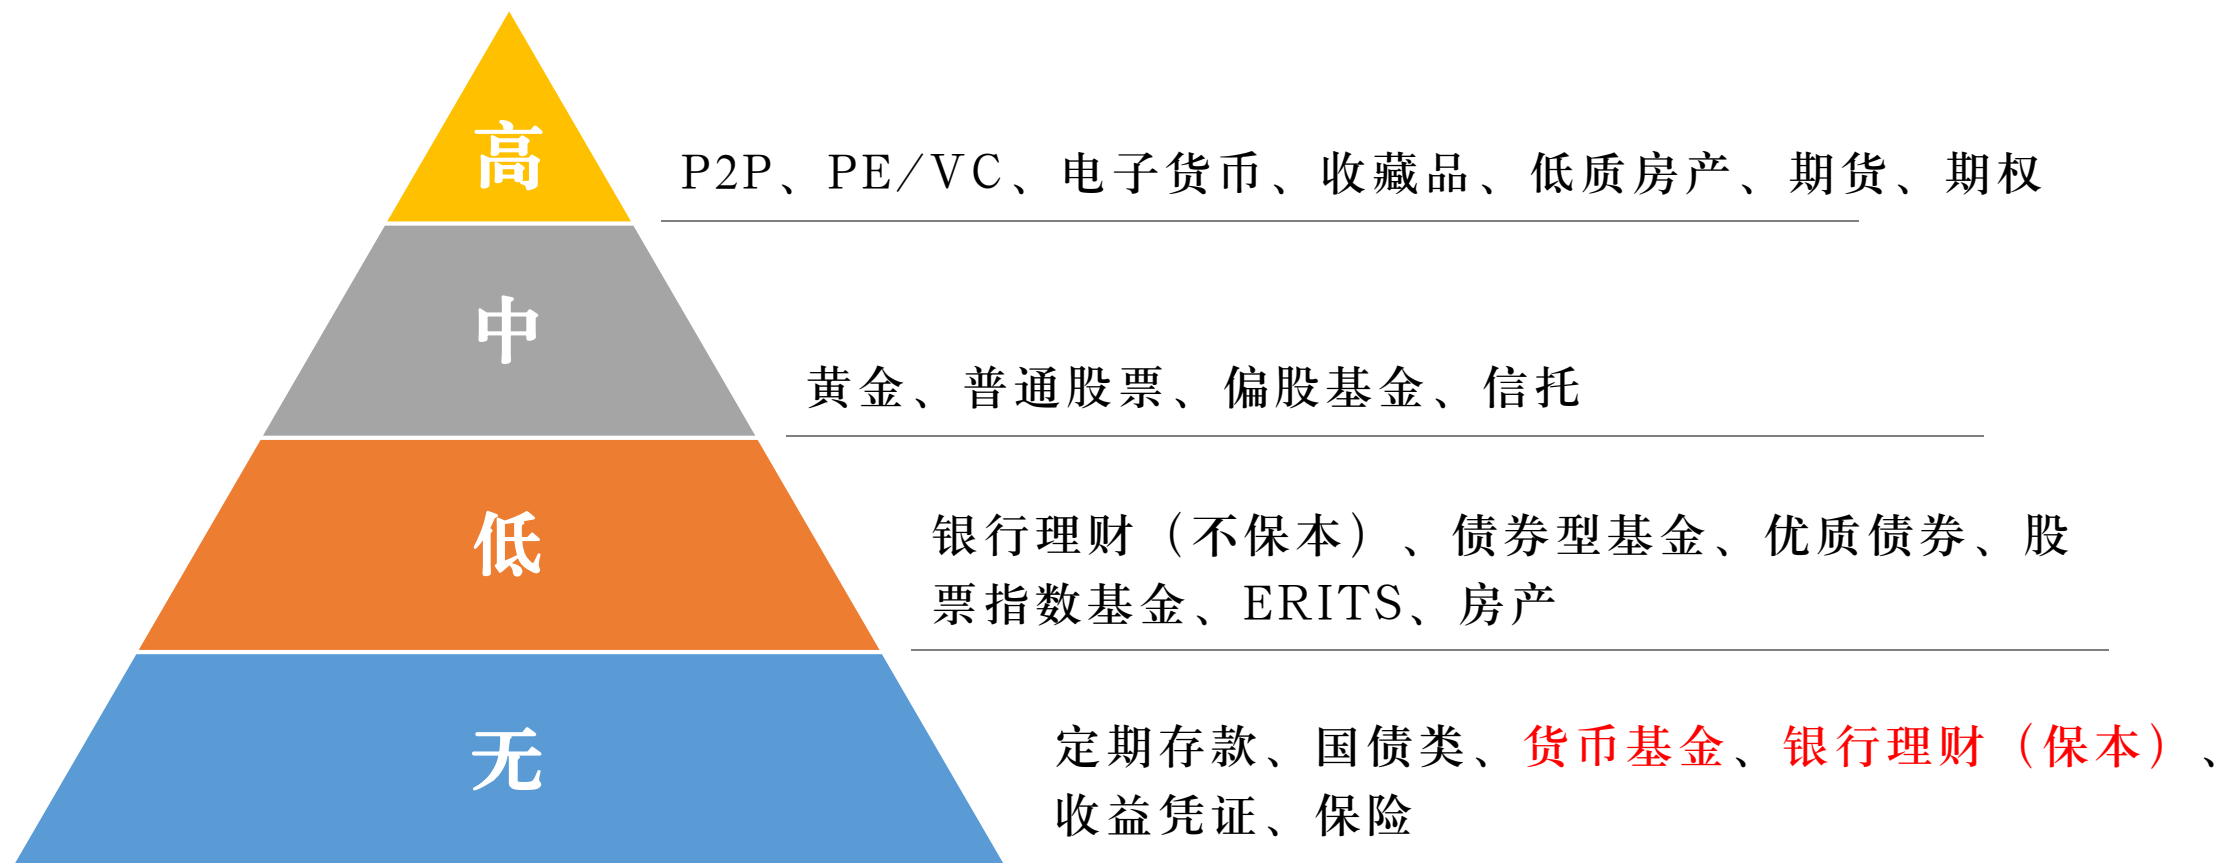 高
P2P、PE/VC、电子货币、收藏品、低质房产、期货、期权
中
黄金、普通股票、偏股基金、信托
低
银行理财（不保本）、债券型基金、优质债券、股
票指数基金、ERITS、房产
无
定期存款、国债类、货币基金、银行理财（保本）、
收益凭证、保险